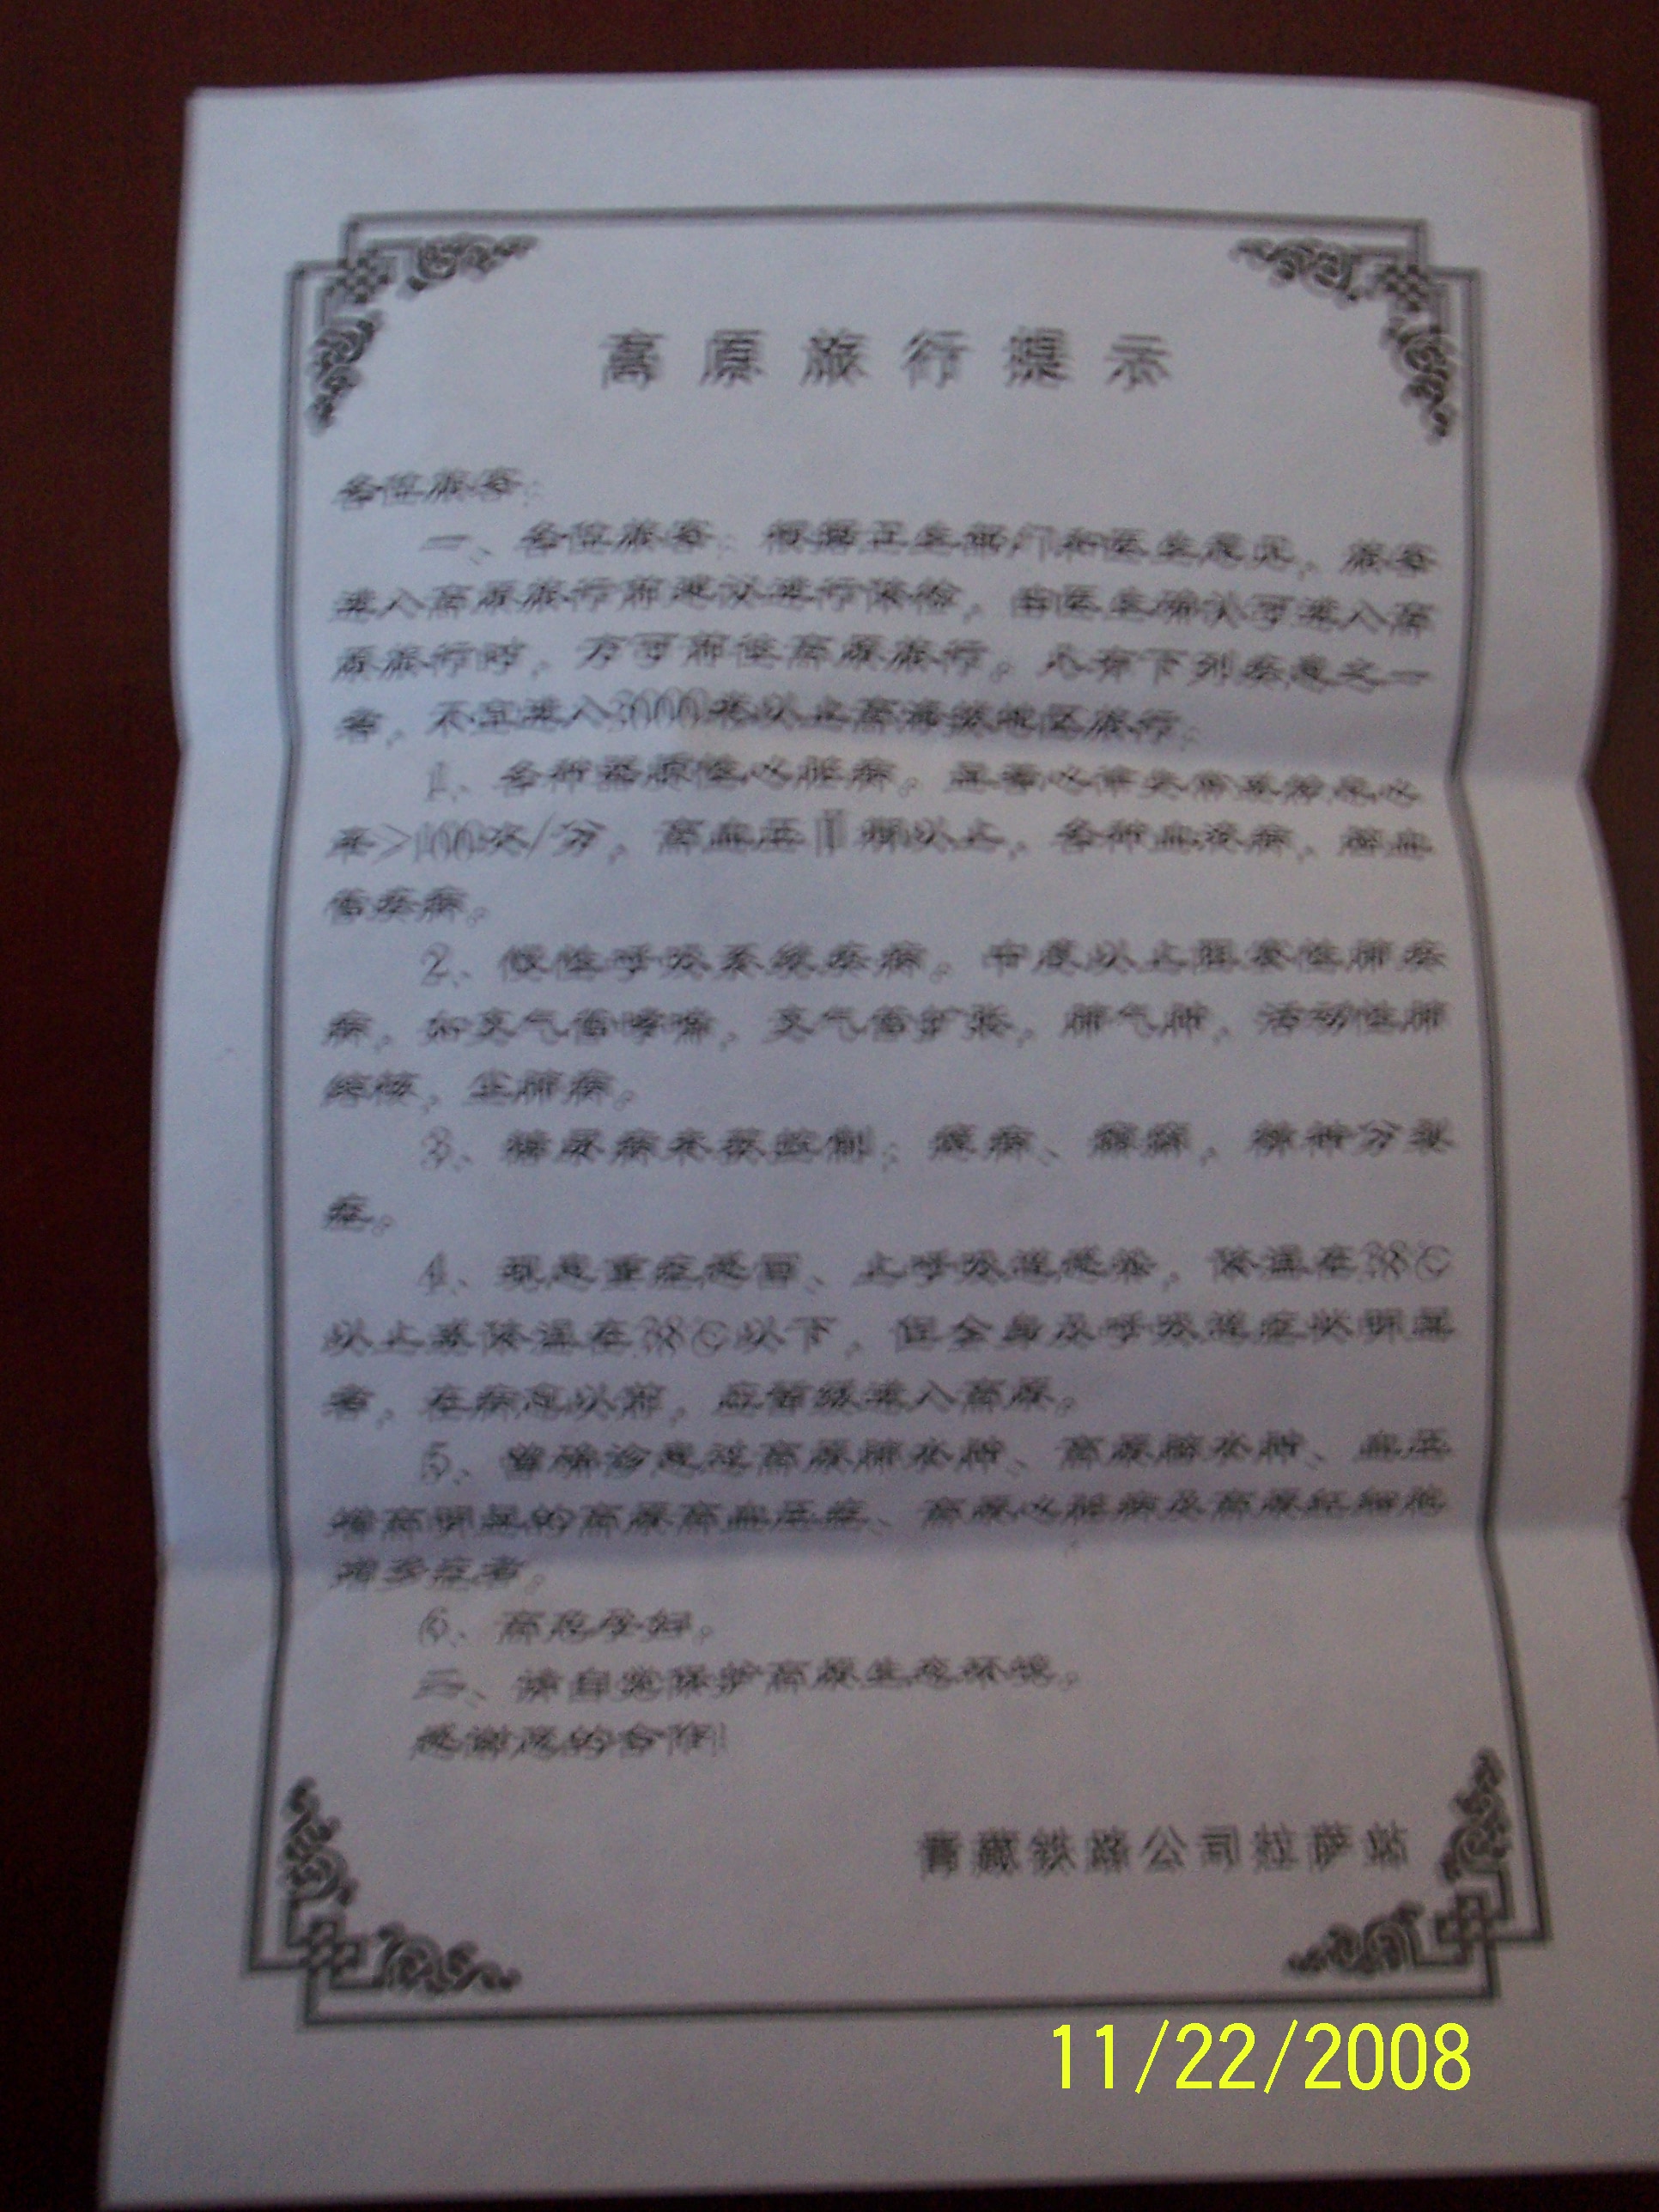 高原旅行提示
各位旅客:
一、各位旅客:根据卫生部门和医生意见,旅客
进入高原旅行前建议进行体检,由医生确认可进入高
原旅行时,方可前往高原旅行。凡有下列疾患之一
者,不宜进入3000米以上高海拔地区旅行:
1、各种器质性心脏病。显著心律失常或静息心
率>100次/分,高血压II期以上,各种血液病,脑血
管疾病。
2、慢性呼吸系统疾病。中度以上阻塞性肺疾
病,如支气管哮喘,支气管扩张,肺气肿,活动性肺
结核,尘肺病。
3、糖尿病未获控制;癔病、癫痫,精神分裂
症。
4、现患重症感冒、上呼吸道感染,体温在38℃
以上或体温在38℃以下,但全身及呼吸道症状明显
者,在病愈以前,应暂缓进入高原。
5、曾确诊患过高原肺水肿、高原脑水肿、血压
增高明显的高原高血压症、高原心脏病及高原红细胞
增多症者。
6、高危孕妇。
二、请自觉保护高原生态环境。
感谢您的合作!
青藏铁路公司拉萨站
11/22/2008